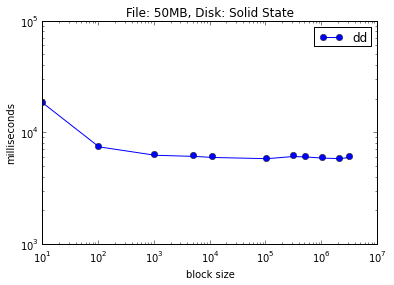 File: 50MB, Disk: Solid State
10^5
dd
10^4
milliseconds
10^3
10^1 10^2 10^3 10^4 10^5 10^6 10^7
block size